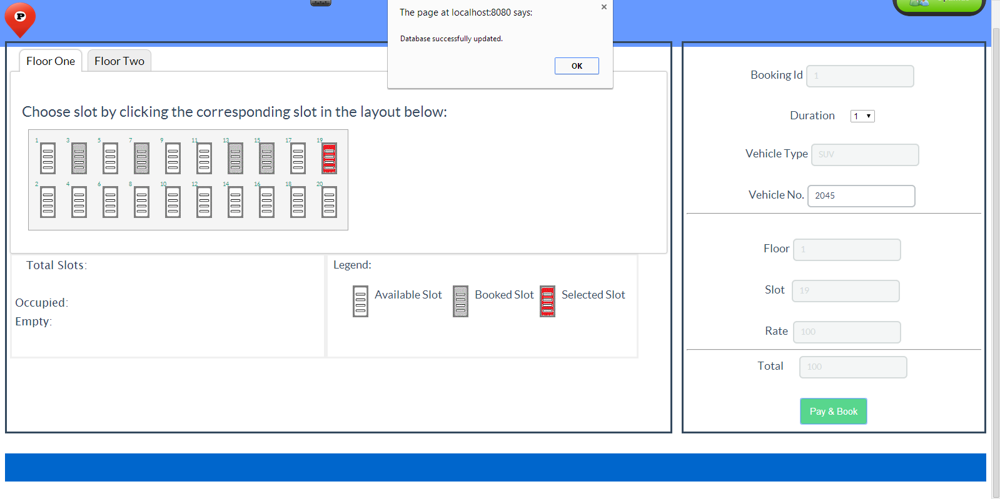 P
The page at localhost:8080 says:
Database successfully updated.
OK
Floor One
Floor Two
Choose slot by clicking the corresponding slot in the layout below:
1 3 5 7 9 11 13 15 17 19
2 4 6 8 10 12 14 16 18 20
Total Slots:
Occupied:
Empty:
Legend:
Available Slot
Booked Slot
Selected Slot
Booking Id 1
Duration 1
Vehicle Type SUV
Vehicle No. 2045
Floor 1
Slot 19
Rate 100
Total 100
Pay & Book